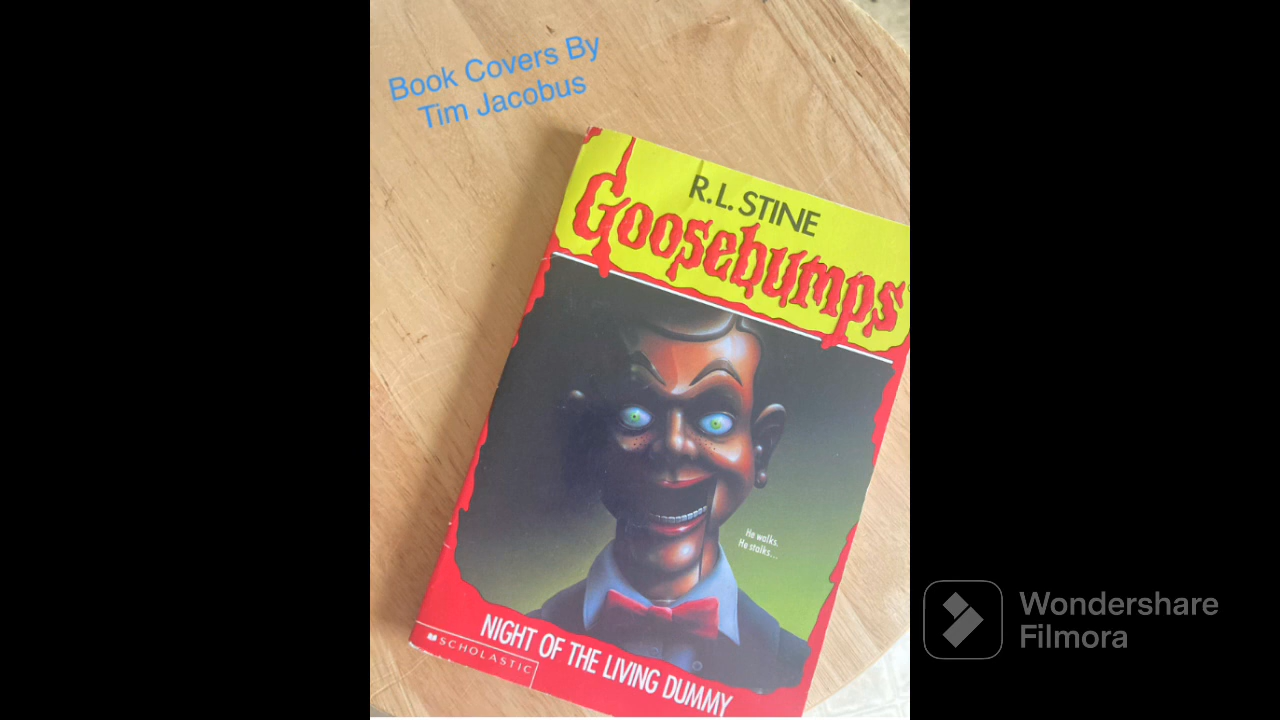 Book Covers By
Tim Jacobus
R.L. STINE
Goosebumps
He walks.
He stalks...
NIGHT OF THE LIVING DUMMY
SCHOLASTIC
Wondershare
Filmora